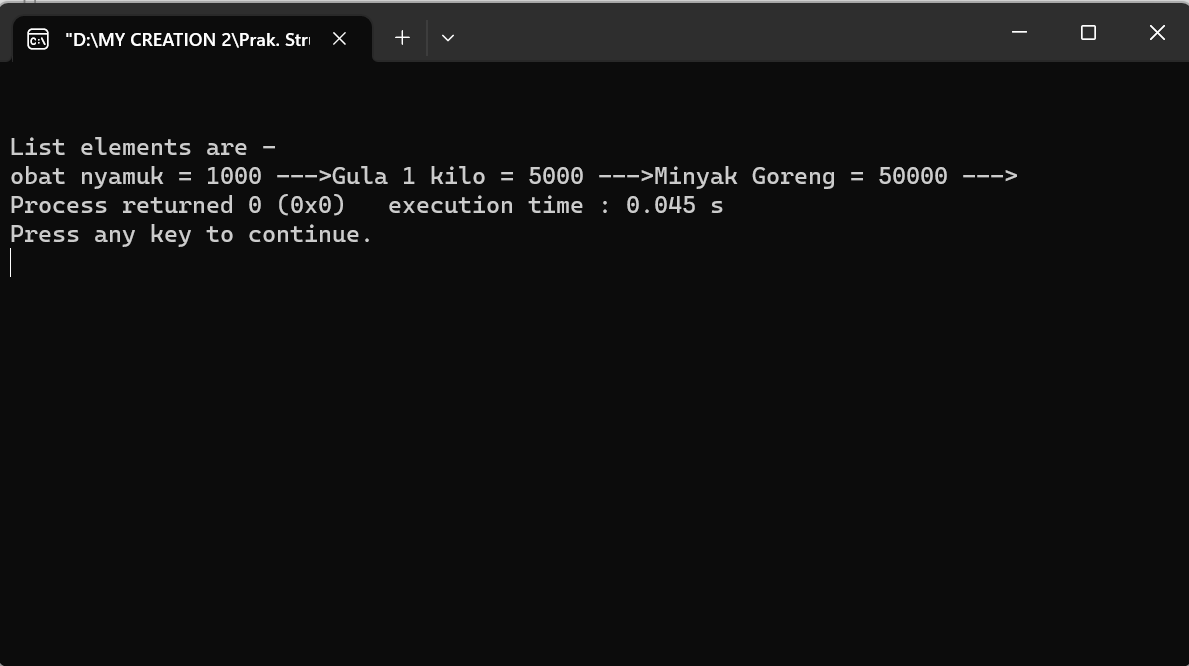 "D:\MY CREATION 2\Prak. Str
List elements are -
obat nyamuk = 1000 --->Gula 1 kilo = 5000 --->Minyak Goreng = 50000 --->
Process returned 0 (0x0)   execution time : 0.045 s
Press any key to continue.